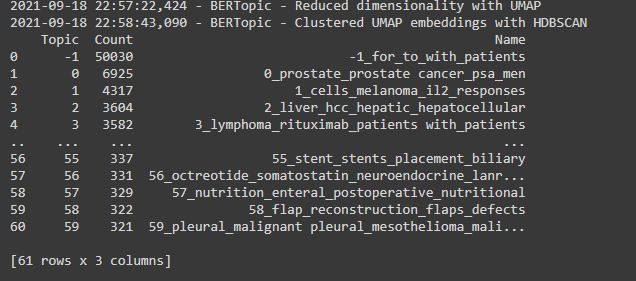 2021-09-18 22:57:22,424 - BERTopic - Reduced dimensionality with UMAP
2021-09-18 22:58:43,090 - BERTopic - Clustered UMAP embeddings with HDBSCAN
Topic Count Name
0 -1 50030 -1_for_to_with_patients
1 0 6925 0_prostate_prostate cancer_psa_men
2 1 4317 1_cells_melanoma_il2_responses
3 2 3604 2_liver_hcc_hepatic_hepatocellular
4 3 3582 3_lymphoma_rituximab_patients with_patients
.. ... ... ...
56 55 337 55_stent_stents_placement_biliary
57 56 331 56_octreotide_somatostatin_neuroendocrine_lanr...
58 57 329 57_nutrition_enteral_postoperative_nutritional
59 58 322 58_flap_reconstruction_flaps_defects
60 59 321 59_pleural_malignant pleural_mesothelioma_mali...
[61 rows x 3 columns]